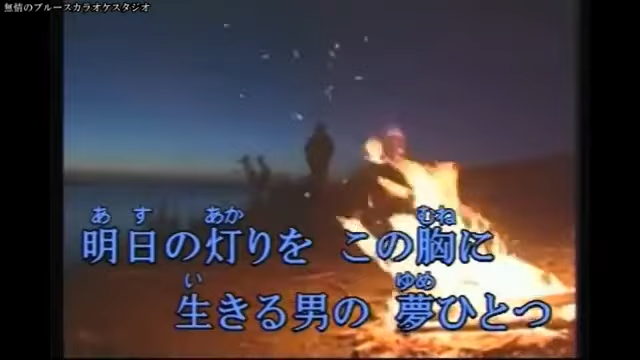 無情のブルースカラオケスタジオ
あす あか むね
明日の灯りを この胸に
い ゆめ
生きる男の 夢ひとつ